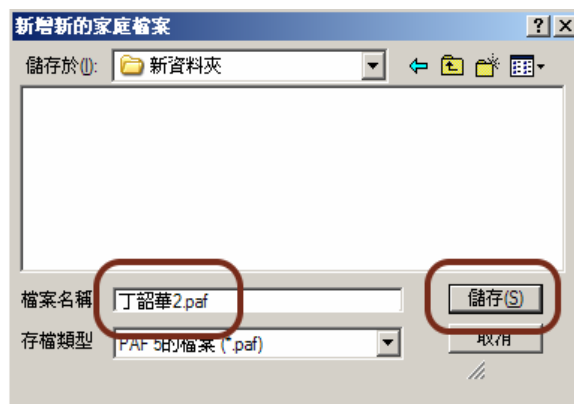 新增新的家庭檔案
儲存於(I): 新資料夾
檔案名稱 丁韶華2.paf 儲存(S)
存檔類型 PAF 5的檔案 (*.paf) 取消